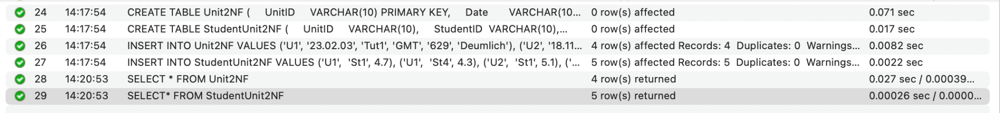 24 14:17:54 CREATE TABLE Unit2NF ( UnitID VARCHAR(10) PRIMARY KEY, Date VARCHAR(10... 0 row(s) affected 0.071 sec
25 14:17:54 CREATE TABLE StudentUnit2NF ( UnitID VARCHAR(10), StudentID VARCHAR(10),... 0 row(s) affected 0.017 sec
26 14:17:54 INSERT INTO Unit2NF VALUES ('U1', '23.02.03', 'Tut1', 'GMT', '629', 'Deumlich'), ('U2', '18.11... 4 row(s) affected Records: 4 Duplicates: 0 Warnings... 0.0082 sec
27 14:17:54 INSERT INTO StudentUnit2NF VALUES ('U1', 'St1', 4.7), ('U1', 'St4', 4.3), ('U2', 'St1', 5.1), ('... 5 row(s) affected Records: 5 Duplicates: 0 Warnings... 0.0022 sec
28 14:20:53 SELECT * FROM Unit2NF 4 row(s) returned 0.027 sec / 0.00039...
29 14:20:53 SELECT* FROM StudentUnit2NF 5 row(s) returned 0.00026 sec / 0.0000...